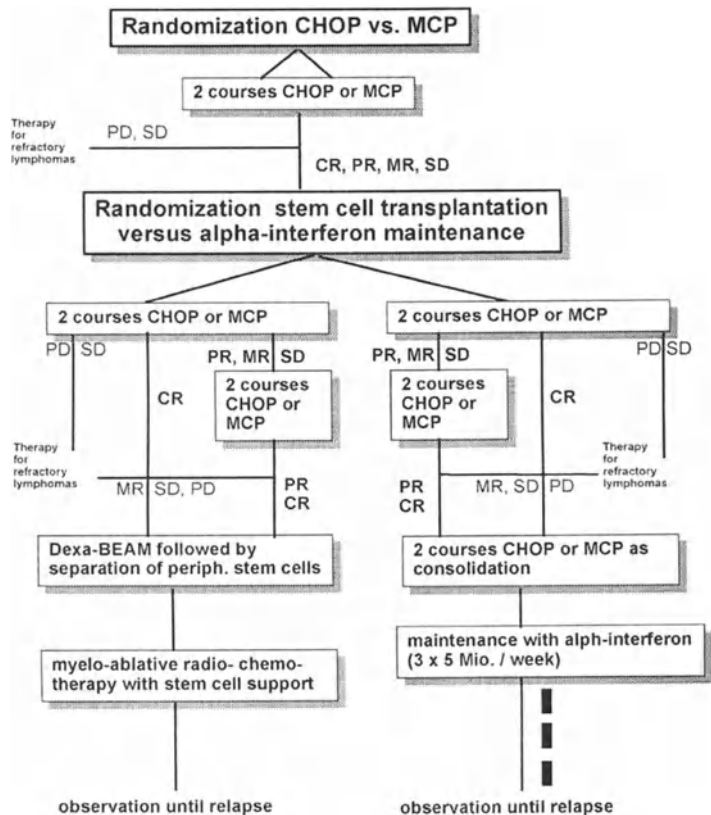 Randomization CHOP vs. MCP
2 courses CHOP or MCP
Therapy
for
refractory
lymphomas
PD, SD
CR, PR, MR, SD
Randomization stem cell transplantation
versus alpha-interferon maintenance
2 courses CHOP or MCP
PD SD
CR
PR, MR SD
2 courses
CHOP or
MCP
Therapy
for
refractory
lymphomas
MR SD, PD
PR
CR
Dexa-BEAM followed by
separation of periph. stem cells
myelo-ablative radio- chemo-
therapy with stem cell support
observation until relapse
2 courses CHOP or MCP
PR, MR SD
2 courses
CHOP or
MCP
CR
PD SD
Therapy
for
refractory
lymphomas
PR
CR
MR, SD PD
2 courses CHOP or MCP as
consolidation
maintenance with alph-interferon
(3 x 5 Mio. / week)
observation until relapse